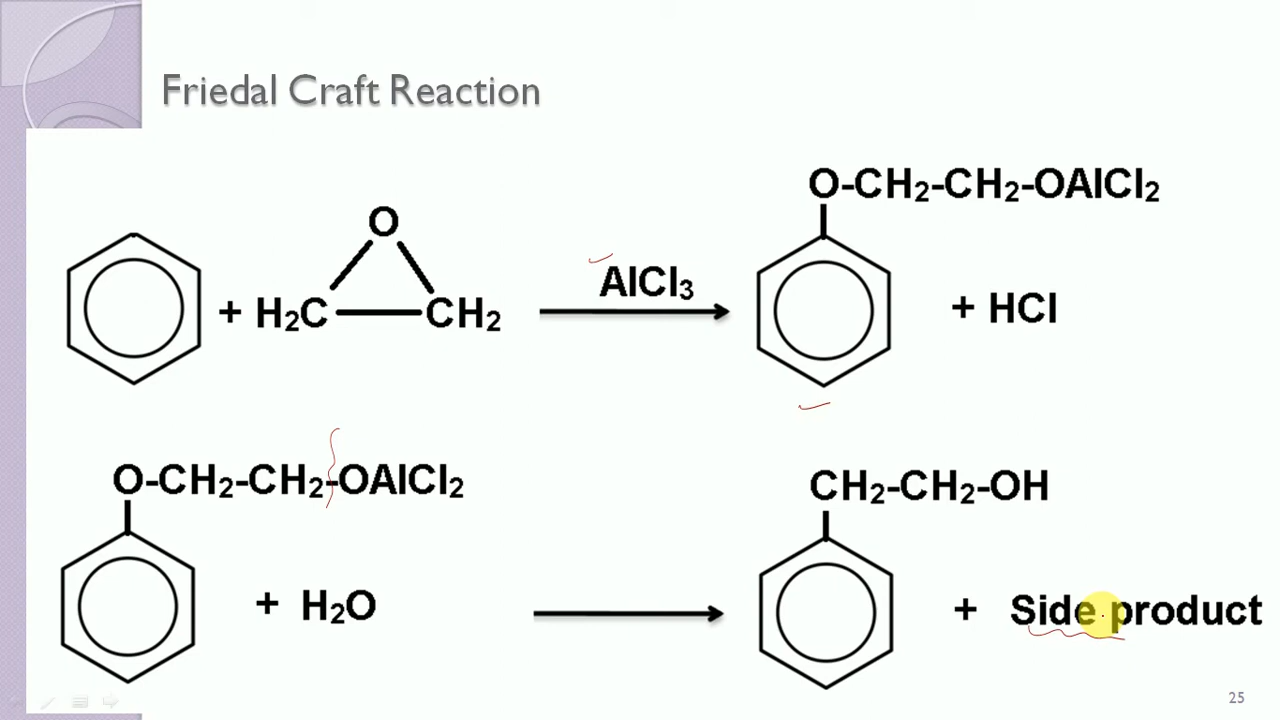 Friedal Craft Reaction
O-CH₂-CH₂-OAlCl₂
O
+ H₂C CH₂ AlCl₃ + HCl
O-CH₂-CH₂-OAlCl₂ CH₂-CH₂-OH
+ H₂O + Side product
25